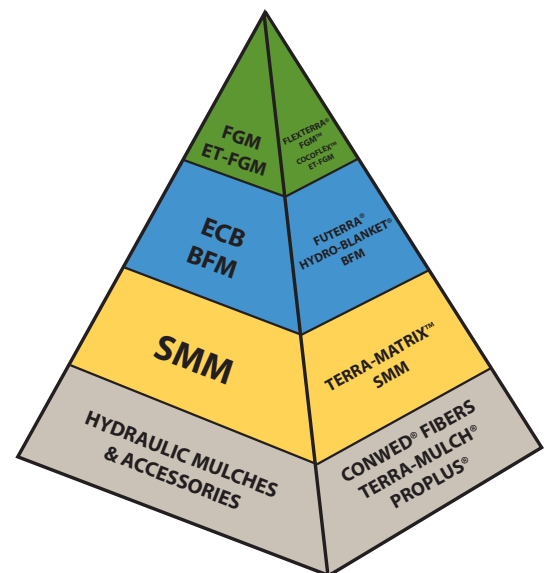 FGM
ET-FGM
FLEXTERRA®
FGM™
COCOFLEX™
ET-FGM
ECB
BFM
FUTERRA®
HYDRO-BLANKET®
BFM
SMM
TERRA-MATRIX™
SMM
HYDRAULIC MULCHES
& ACCESSORIES
CONWED® FIBERS
TERRA-MULCH®
PROPLUS®